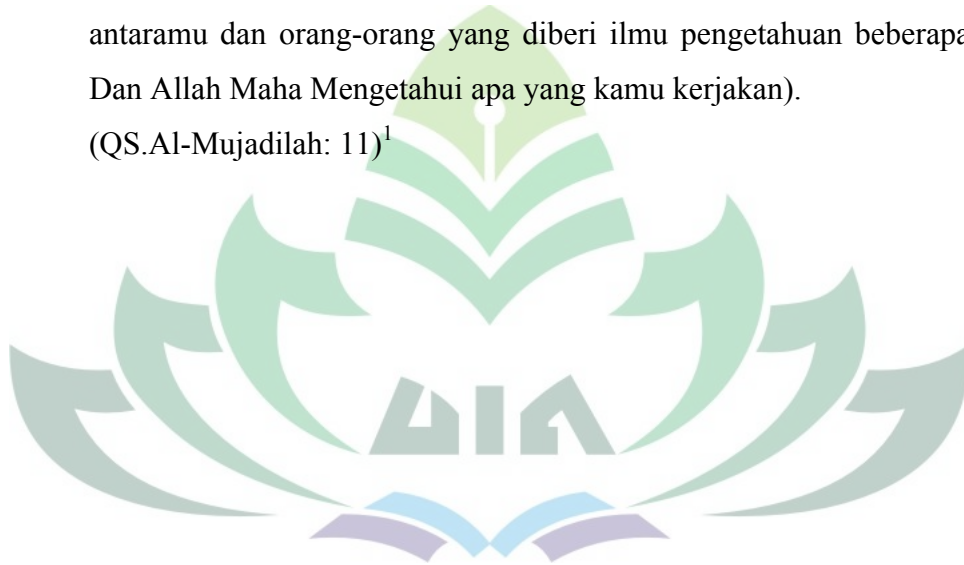 antaramu dan orang-orang yang diberi ilmu pengetahuan beberapa
Dan Allah Maha Mengetahui apa yang kamu kerjakan).
(QS.Al-Mujadilah: 11)1
UIN